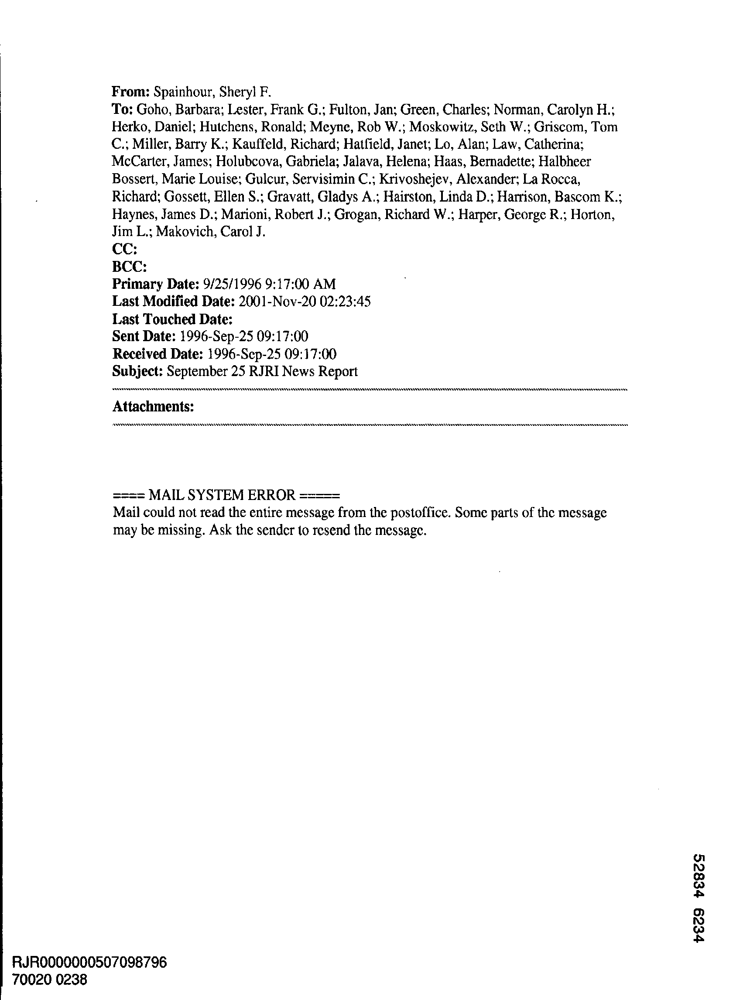 From: Spainhour, Sheryl F.
To: Goho, Barbara; Lester, Frank G.; Fulton, Jan; Green, Charles; Norman, Carolyn H.;
Herko, Daniel; Hutchens, Ronald; Meyne, Rob W.; Moskowitz, Seth W.; Griscom, Tom
C.; Miller, Barry K.; Kauffeld, Richard; Hatfield, Janet; Lo, Alan; Law, Catherina;
McCarter, James; Holubcova, Gabriela; Jalava, Helena; Haas, Bernadette; Halbheer
Bossert, Marie Louise; Gulcur, Servisimin C.; Krivoshejev, Alexander; La Rocca,
Richard; Gossett, Ellen S.; Gravatt, Gladys A.; Hairston, Linda D.; Harrison, Bascom K.;
Haynes, James D.; Marioni, Robert J.; Grogan, Richard W.; Harper, George R.; Horton,
Jim L.; Makovich, Carol J.
CC:
BCC:
Primary Date: 9/25/1996 9:17:00 AM
Last Modified Date: 2001-Nov-20 02:23:45
Last Touched Date:
Sent Date: 1996-Sep-25 09:17:00
Received Date: 1996-Sep-25 09:17:00
Subject: September 25 RJRI News Report
Attachments:
==== MAIL SYSTEM ERROR =====
Mail could not read the entire message from the postoffice. Some parts of the message
may be missing. Ask the sender to resend the message.
52834 6234
RJR0000000507098796
70020 0238